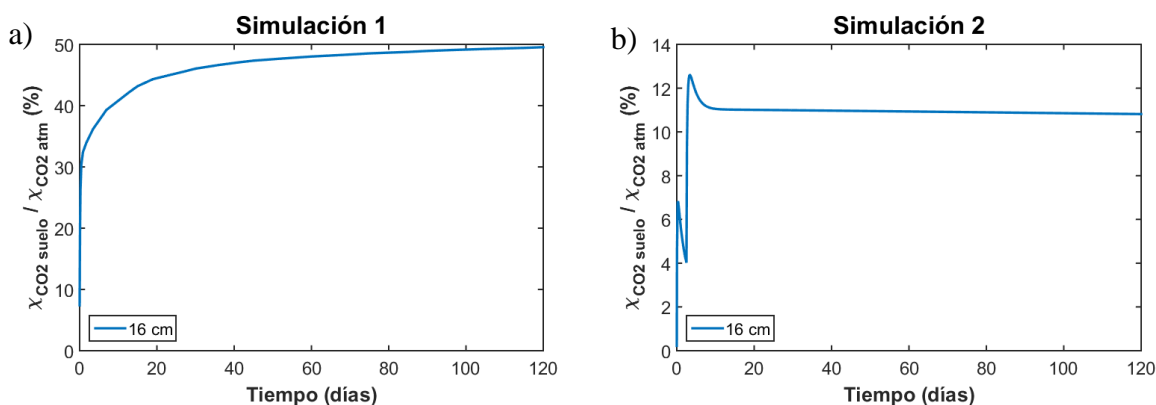 a)
Simulación 1
χCO2 suelo / χCO2 atm (%)
50
40
30
20
10
0
16 cm
0 20 40 60 80 100 120
Tiempo (días)
b)
Simulación 2
χCO2 suelo / χCO2 atm (%)
14
12
10
8
6
4
2
0
16 cm
0 20 40 60 80 100 120
Tiempo (días)